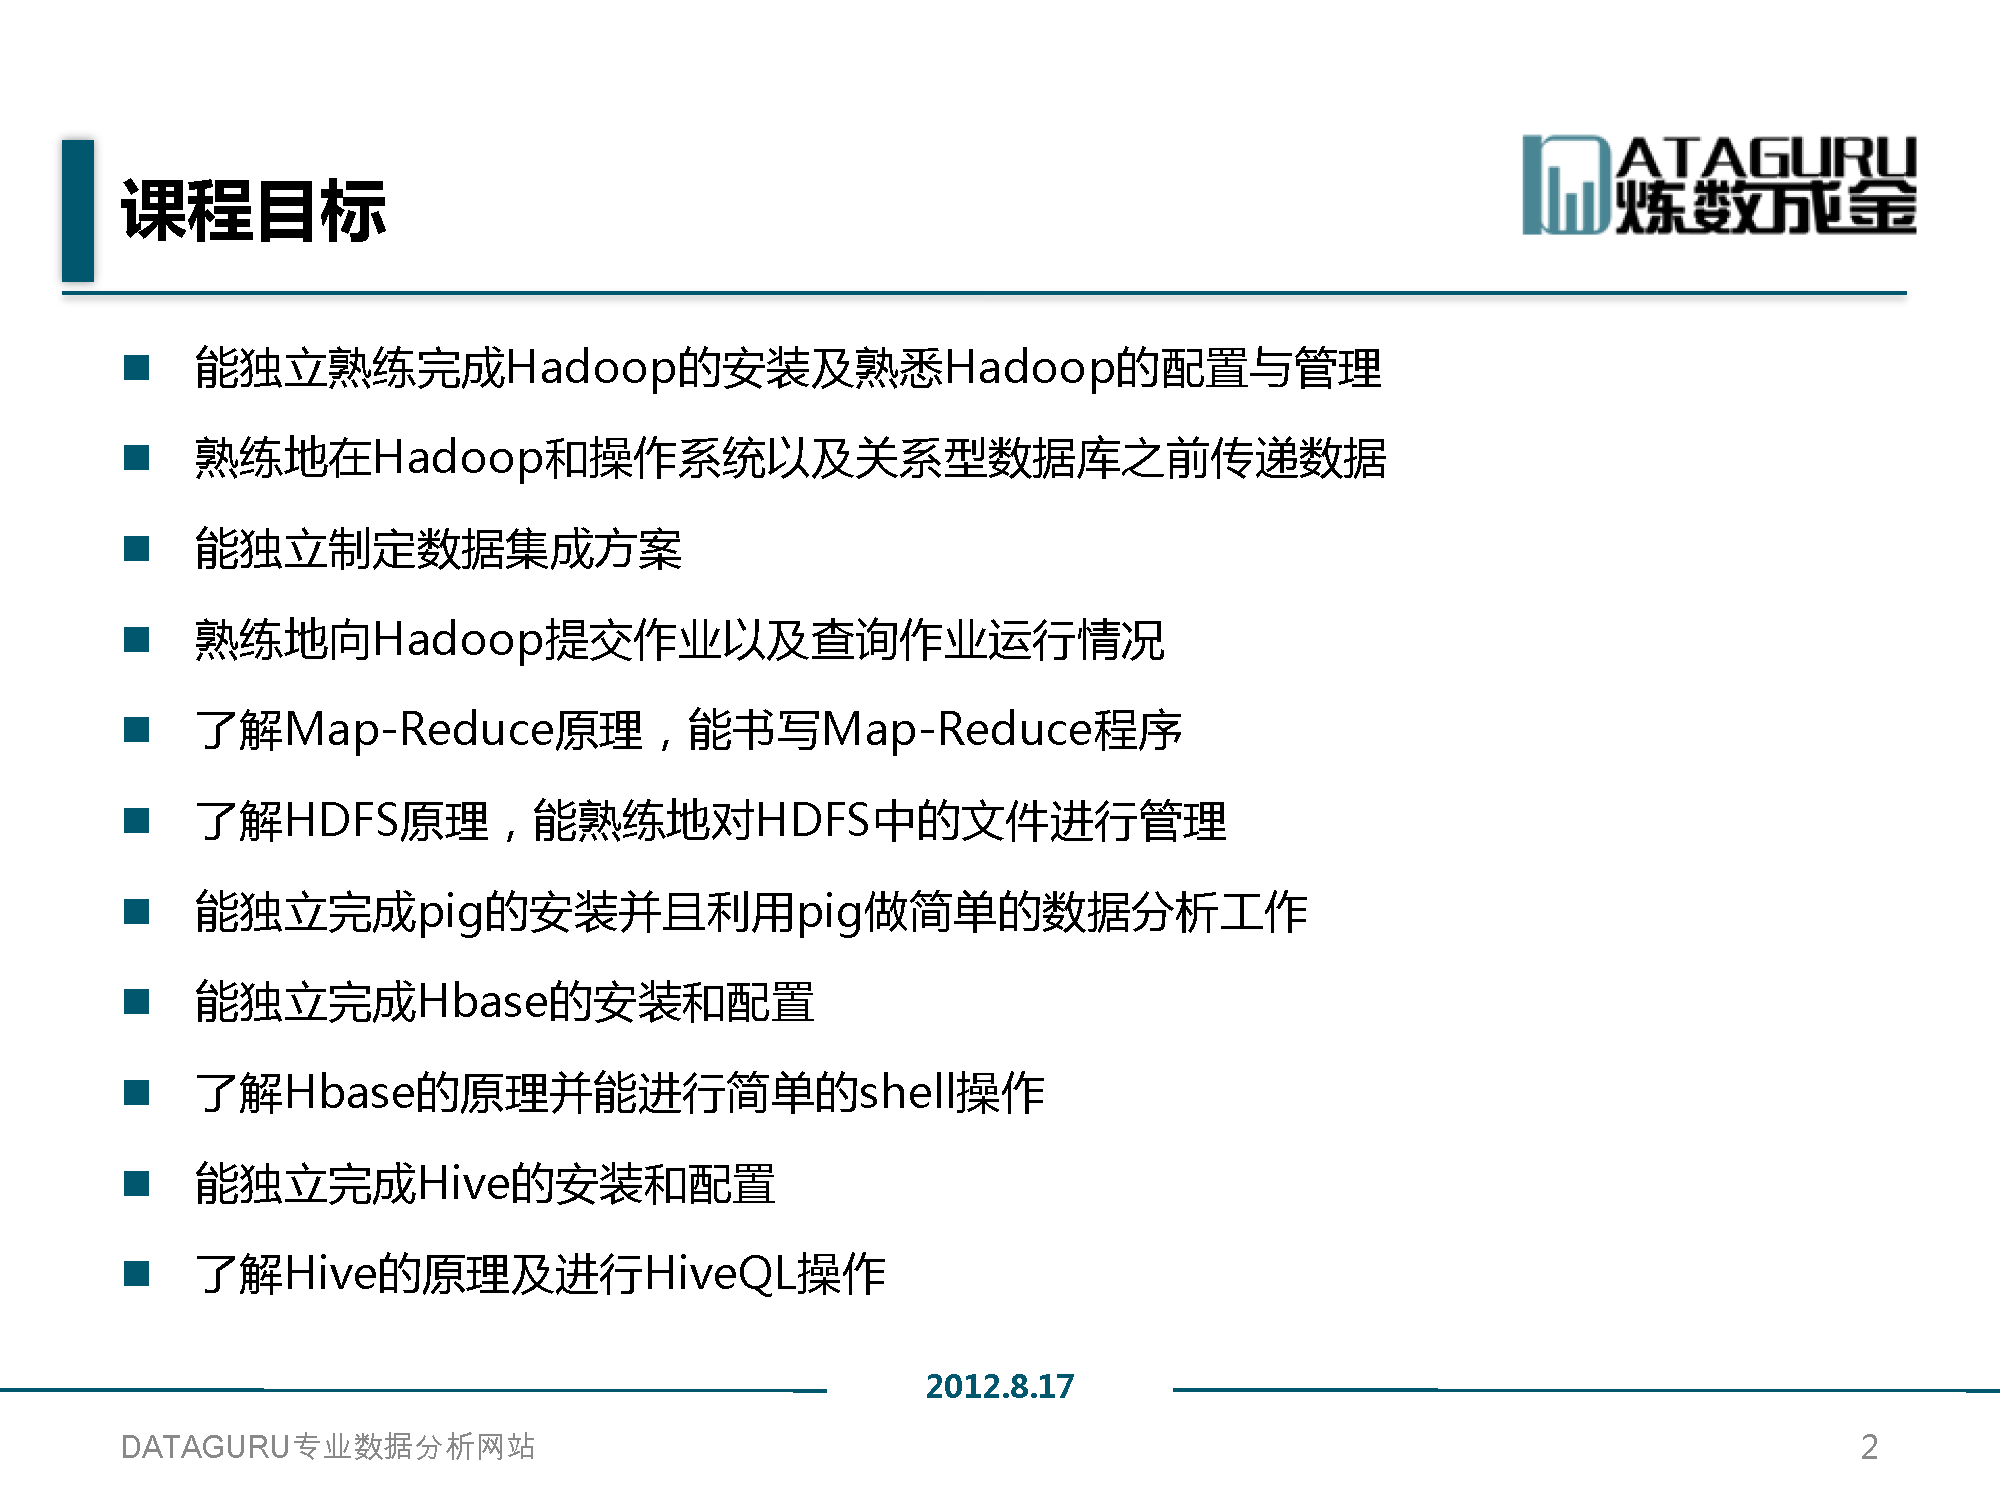 DATAGURU
炼数成金
课程目标
能独立熟练完成Hadoop的安装及熟悉Hadoop的配置与管理
熟练地在Hadoop和操作系统以及关系型数据库之前传递数据
能独立制定数据集成方案
熟练地向Hadoop提交作业以及查询作业运行情况
了解Map-Reduce原理，能书写Map-Reduce程序
了解HDFS原理，能熟练地对HDFS中的文件进行管理
能独立完成pig的安装并且利用pig做简单的数据分析工作
能独立完成Hbase的安装和配置
了解Hbase的原理并能进行简单的shell操作
能独立完成Hive的安装和配置
了解Hive的原理及进行HiveQL操作
2012.8.17
DATAGURU专业数据分析网站
2